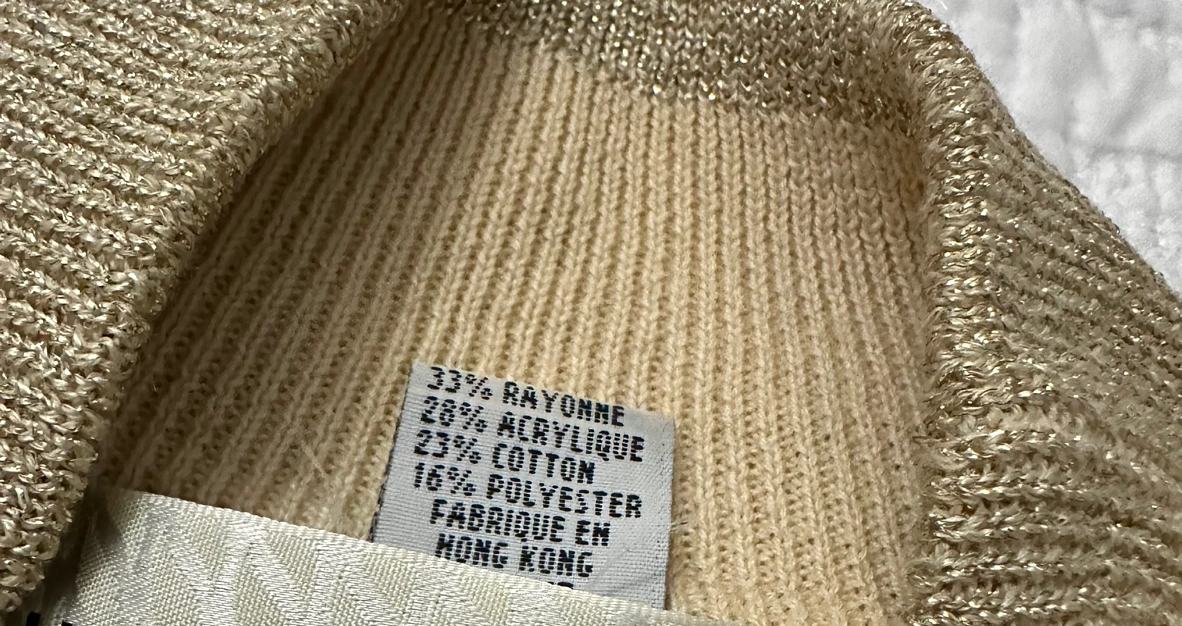 33% RAYONNE
28% ACRYLIQUE
23% COTTON
16% POLYESTER
FABRIQUE EN
HONG KONG